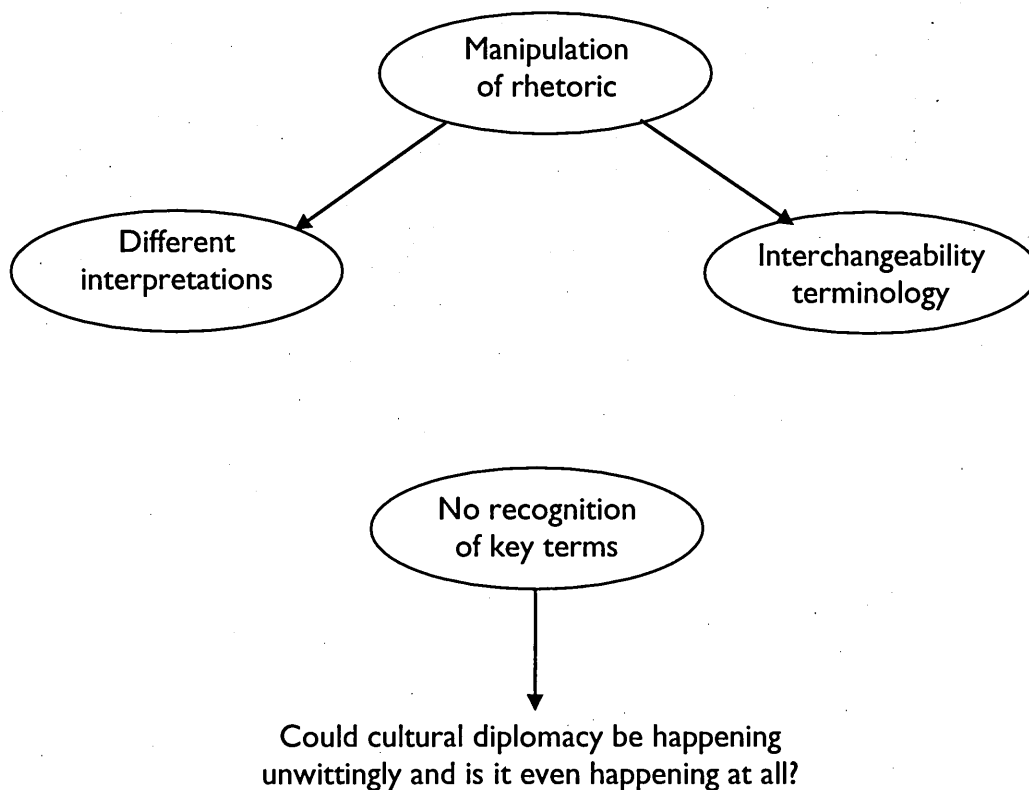 Manipulation
of rhetoric
Different
interpretations
Interchangeability
terminology
No recognition
of key terms
Could cultural diplomacy be happening
unwittingly and is it even happening at all?